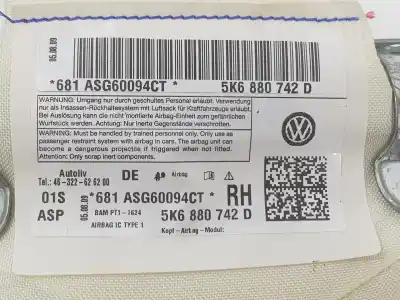 05.08.09
*681 ASG60094CT * 5K6 880 742 D
WARNUNG: Umgang nur durch geschultes Personal erlaubt. Verwendung
nur als Insassen-Rückhaltesystem mit Luftsack für Kraftfahrzeuge erlaubt.
Bei Auslösung kann die nicht montierte Airbag-Einheit zum gefährlichen
Wurfstück werden. Achtung: Nur inerte Gegenstände verschrotten.
WARNING: Must be handled by trained personnel only. Only use as
passenger restraint system with airbag in cars. The airbag unit can
become a dangerous projectile if triggered when not mounted.
Attention: Only scrap inert components.
Autoliv
Tel.: 48-322-62 62 00
DE
Airbag
01S
ASP
05.08.09
*681 ASG60094CT *
RH
BAM PT1-1624
5K6 880 742 D
AIRBAG IC TYPE 1
Kopf-Airbag-Modul